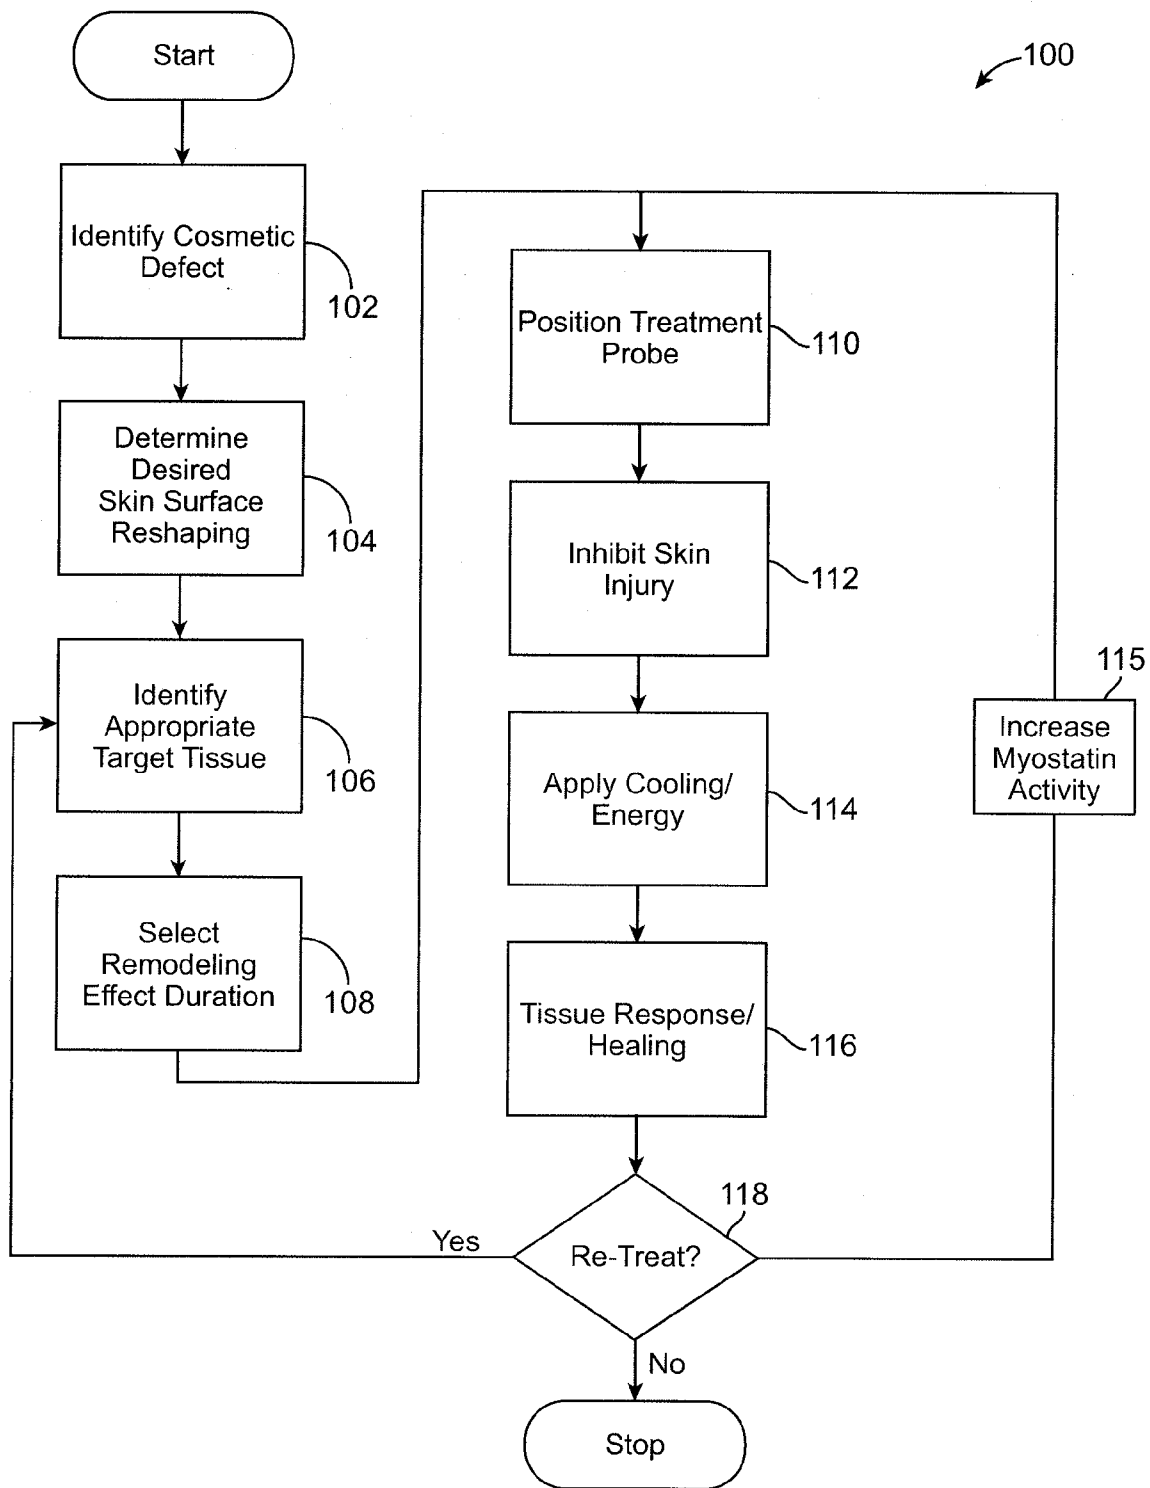 Start
100
Identify Cosmetic
Defect
102
Determine
Desired
Skin Surface
Reshaping
104
Identify
Appropriate
Target Tissue
106
Select
Remodeling
Effect Duration
108
Position Treatment
Probe
110
Inhibit Skin
Injury
112
Apply Cooling/
Energy
114
115
Increase
Myostatin
Activity
Tissue Response/
Healing
116
118
Re-Treat?
Yes
No
Stop